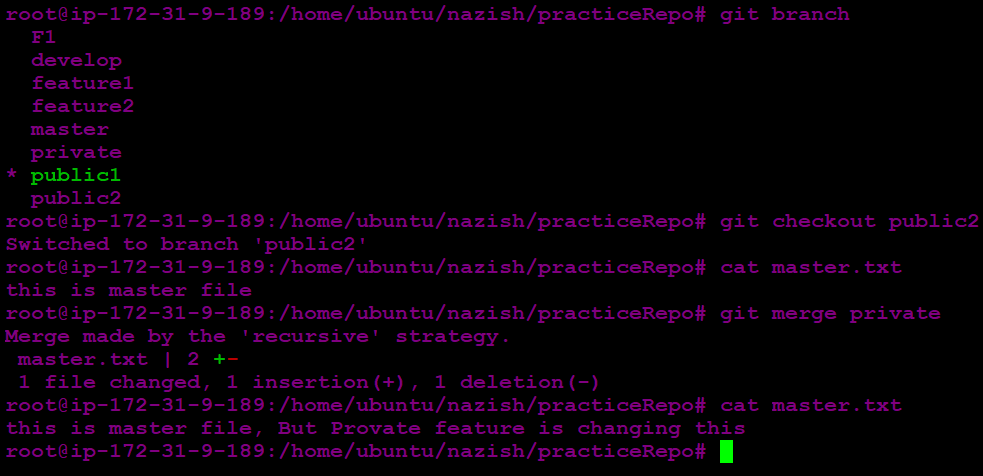 root@ip-172-31-9-189:/home/ubuntu/nazish/practiceRepo# git branch
  F1
  develop
  feature1
  feature2
  master
  private
* public1
  public2
root@ip-172-31-9-189:/home/ubuntu/nazish/practiceRepo# git checkout public2
Switched to branch 'public2'
root@ip-172-31-9-189:/home/ubuntu/nazish/practiceRepo# cat master.txt
this is master file
root@ip-172-31-9-189:/home/ubuntu/nazish/practiceRepo# git merge private
Merge made by the 'recursive' strategy.
 master.txt | 2 +-
 1 file changed, 1 insertion(+), 1 deletion(-)
root@ip-172-31-9-189:/home/ubuntu/nazish/practiceRepo# cat master.txt
this is master file, But Provate feature is changing this
root@ip-172-31-9-189:/home/ubuntu/nazish/practiceRepo#